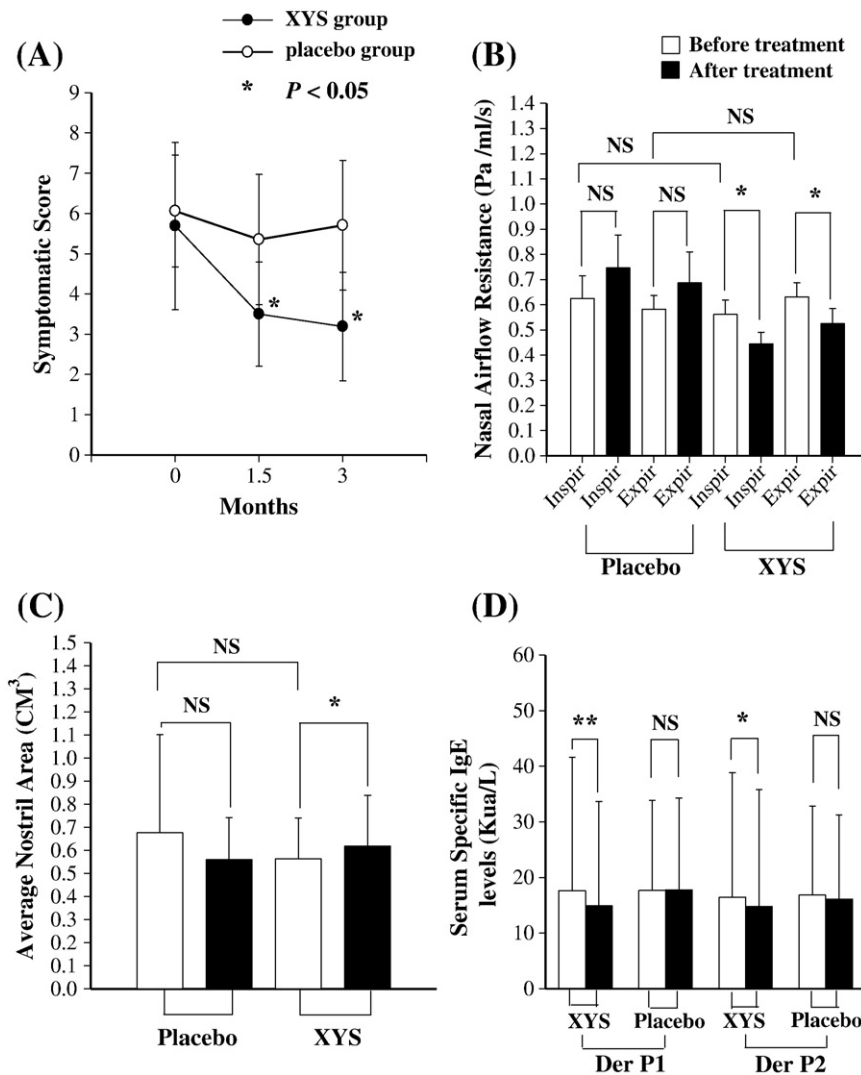 XYS group
placebo group
* P < 0.05
(A)
Symptomatic Score
9
8
7
6
5
4
3
2
1
0
*
*
0 1.5 3
Months
Before treatment
After treatment
(B)
Nasal Airflow Resistance (Pa /ml/s)
1.4
1.3
1.2
1.1
1.0
0.9
0.8
0.7
0.6
0.5
0.4
0.3
0.2
0.1
0.0
NS
NS
NS NS * *
Inspir Inspir Expir Expir Inspir Inspir Expir Expir
Placebo XYS
(C)
Average Nostril Area (CM³)
1.5
1.4
1.3
1.2
1.1
1.0
0.9
0.8
0.7
0.6
0.5
0.4
0.3
0.2
0.1
0.0
NS
NS *
Placebo XYS
(D)
Serum Specific IgE
levels (Kua/L)
60
50
40
30
20
10
0
** NS * NS
XYS Placebo XYS Placebo
Der P1 Der P2